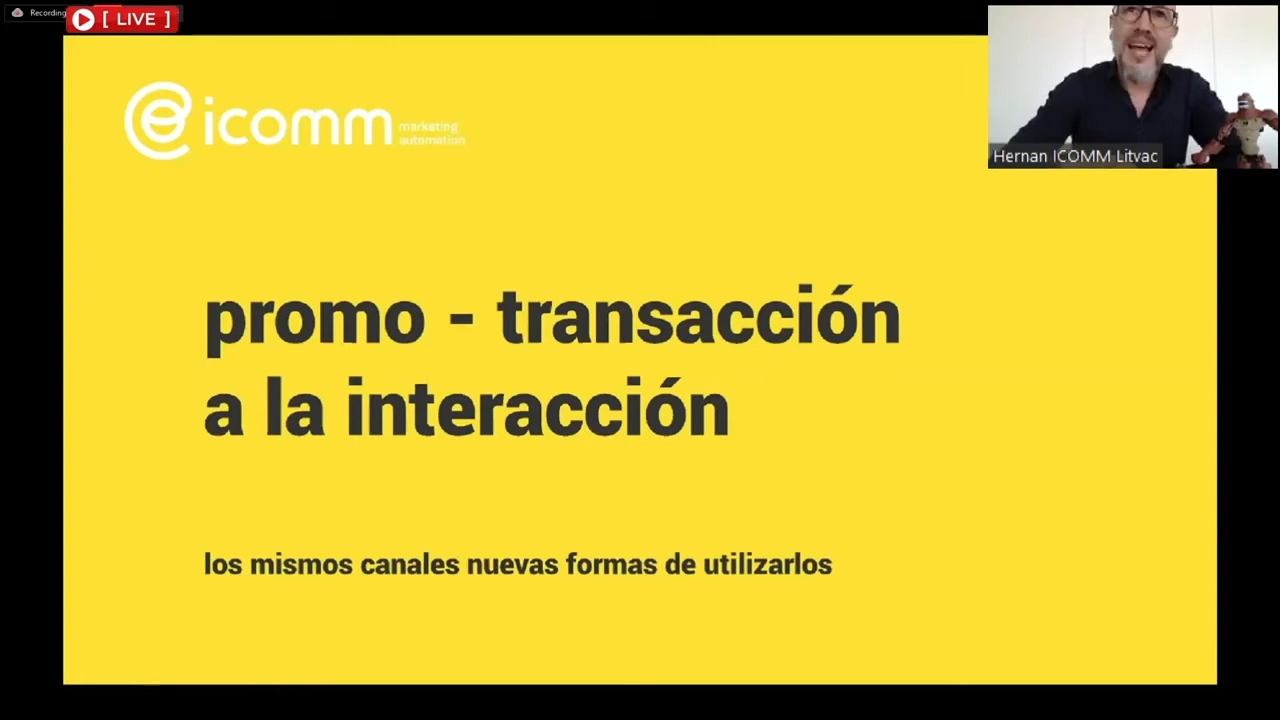 Recording
[ LIVE ]
icomm
marketing
automation
Hernan ICOMM Litvac
promo - transacción
a la interacción
los mismos canales nuevas formas de utilizarlos